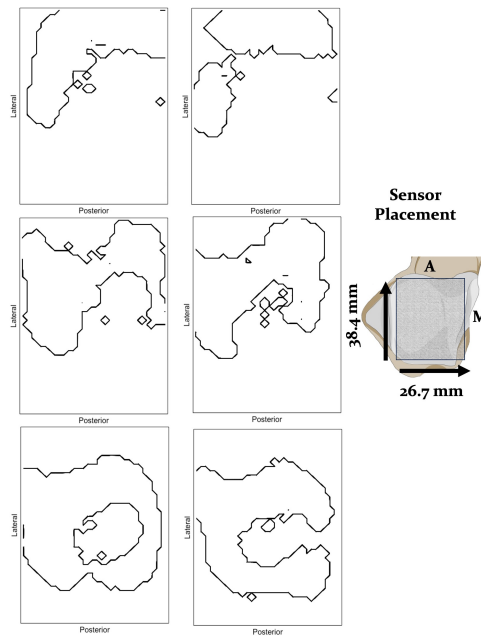 Lateral
Posterior
Lateral
Posterior
Lateral
Posterior
Lateral
Posterior
Lateral
Posterior
Lateral
Posterior
Sensor
Placement
A
M
38.4 mm
26.7 mm